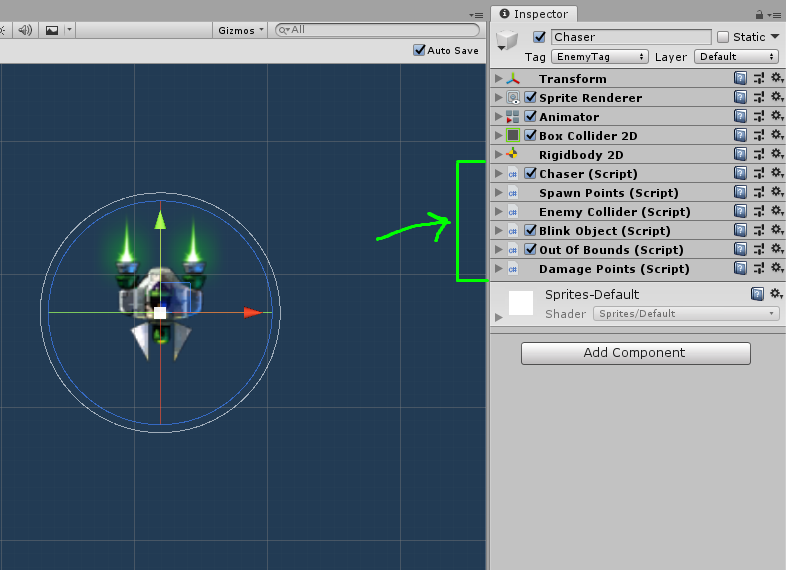 Inspector
Gizmos
All
Chaser
Static
Auto Save
Tag EnemyTag Layer Default
Transform
Sprite Renderer
Animator
Box Collider 2D
Rigidbody 2D
C# Chaser (Script)
C# Spawn Points (Script)
C# Enemy Collider (Script)
C# Blink Object (Script)
C# Out Of Bounds (Script)
C# Damage Points (Script)
Sprites-Default
Shader Sprites/Default
Add Component